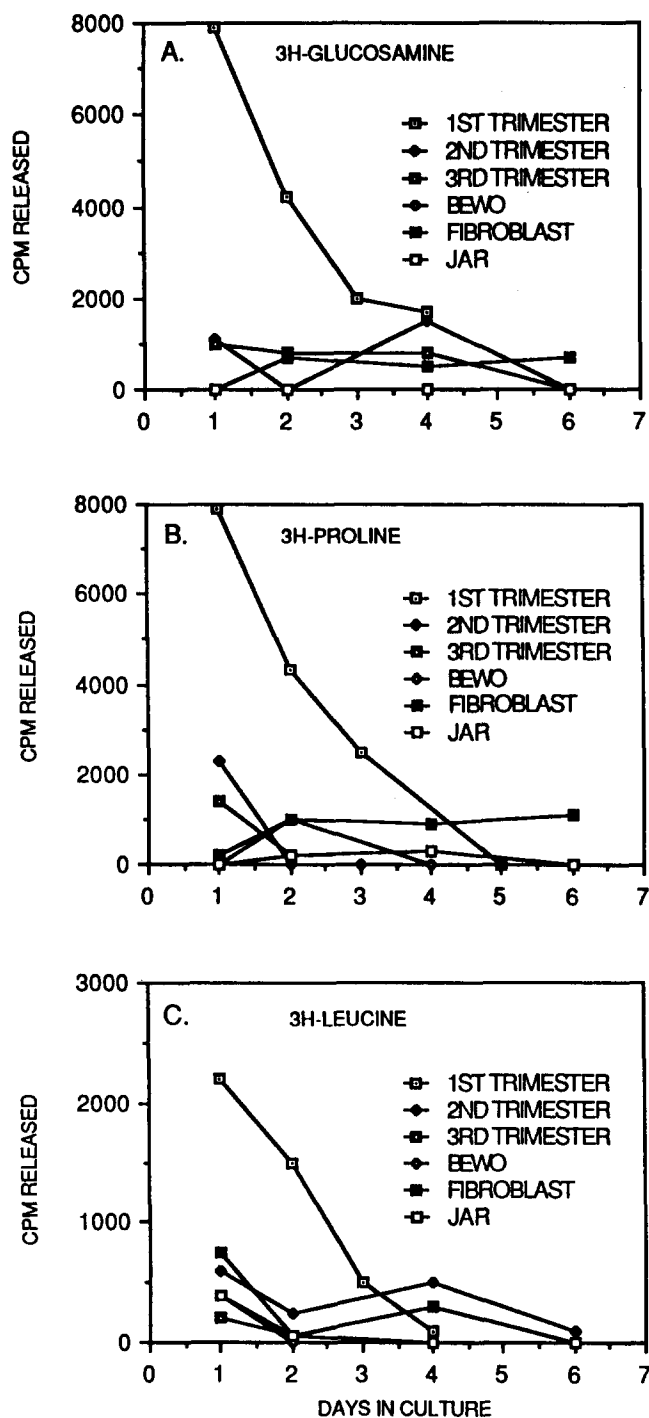 A. 3H-GLUCOSAMINE
8000
6000
4000
2000
0
CPM RELEASED
1ST TRIMESTER
2ND TRIMESTER
3RD TRIMESTER
BEWO
FIBROBLAST
JAR
0 1 2 3 4 5 6 7
B. 3H-PROLINE
8000
6000
4000
2000
0
CPM RELEASED
1ST TRIMESTER
2ND TRIMESTER
3RD TRIMESTER
BEWO
FIBROBLAST
JAR
0 1 2 3 4 5 6 7
C. 3H-LEUCINE
3000
2000
1000
0
CPM RELEASED
1ST TRIMESTER
2ND TRIMESTER
3RD TRIMESTER
BEWO
FIBROBLAST
JAR
0 1 2 3 4 5 6 7
DAYS IN CULTURE